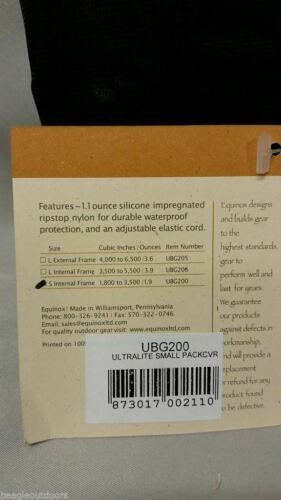 Features ~ 1.1 ounce silicone impregnated
ripstop nylon for durable waterproof
protection, and an adjustable elastic cord.
Size Cubic Inches/Ounces Item Number
L External Frame 4,000 to 6,500 :3.6 UBG205
L Internal Frame 3,500 to 5,500 :3.9 UBG206
S Internal Frame 1,800 to 3,500 :1.9 UBG200
Equinox: Made in Williamsport, Pennsylvania
Phone: 800-326-9241 / Fax: 570-322-0746
Email: sales@equinoxltd.com
For quality outdoor gear visit: www.equinoxltd.com
Printed on 100%
UBG200
ULTRALITE SMALL PACKCVR
873017 002110
Equinox designs
and builds gear
to the
highest standards,
gear to
perform well and
last for years.
We guarantee
our products
against defects in
workmanship,
and will provide a
replacement
or refund for any
product found
to be defective.
© beagleoutdoors